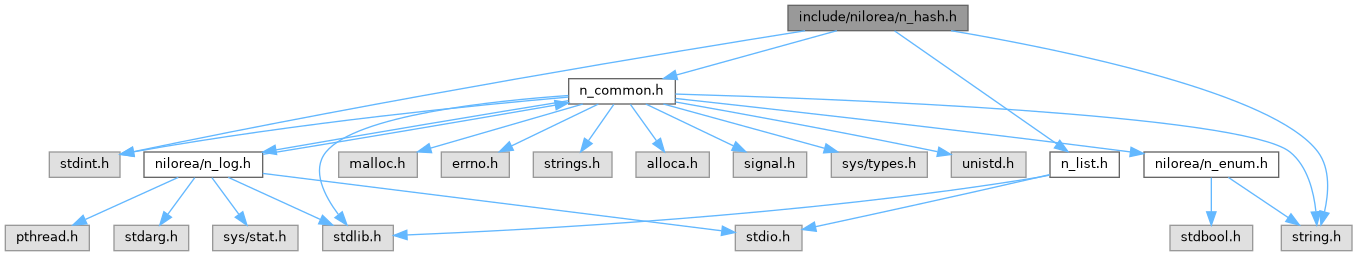 include/nilorea/n_hash.h
n_common.h
stdint.h
nilorea/n_log.h
malloc.h
errno.h
strings.h
alloca.h
signal.h
sys/types.h
unistd.h
n_list.h
nilorea/n_enum.h
pthread.h
stdarg.h
sys/stat.h
stdlib.h
stdio.h
stdbool.h
string.h